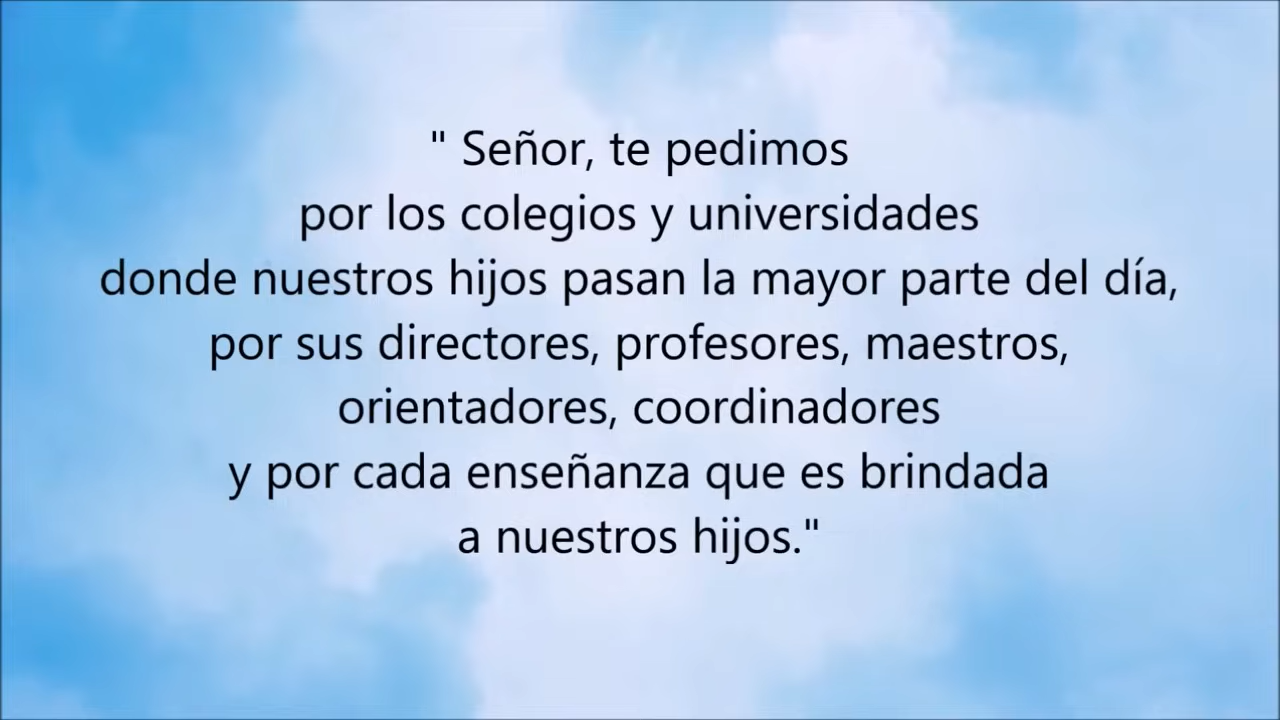 " Señor, te pedimos
por los colegios y universidades
donde nuestros hijos pasan la mayor parte del día,
por sus directores, profesores, maestros,
orientadores, coordinadores
y por cada enseñanza que es brindada
a nuestros hijos."